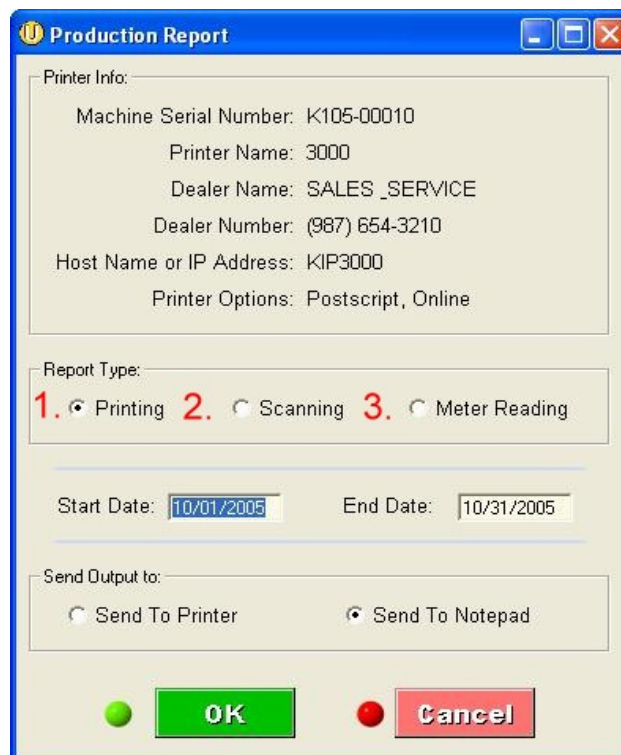 Production Report
Printer Info:
Machine Serial Number: K105-00010
Printer Name: 3000
Dealer Name: SALES _SERVICE
Dealer Number: (987) 654-3210
Host Name or IP Address: KIP3000
Printer Options: Postscript, Online
Report Type:
1. Printing 2. Scanning 3. Meter Reading
Start Date: 10/01/2005 End Date: 10/31/2005
Send Output to:
Send To Printer Send To Notepad
OK Cancel